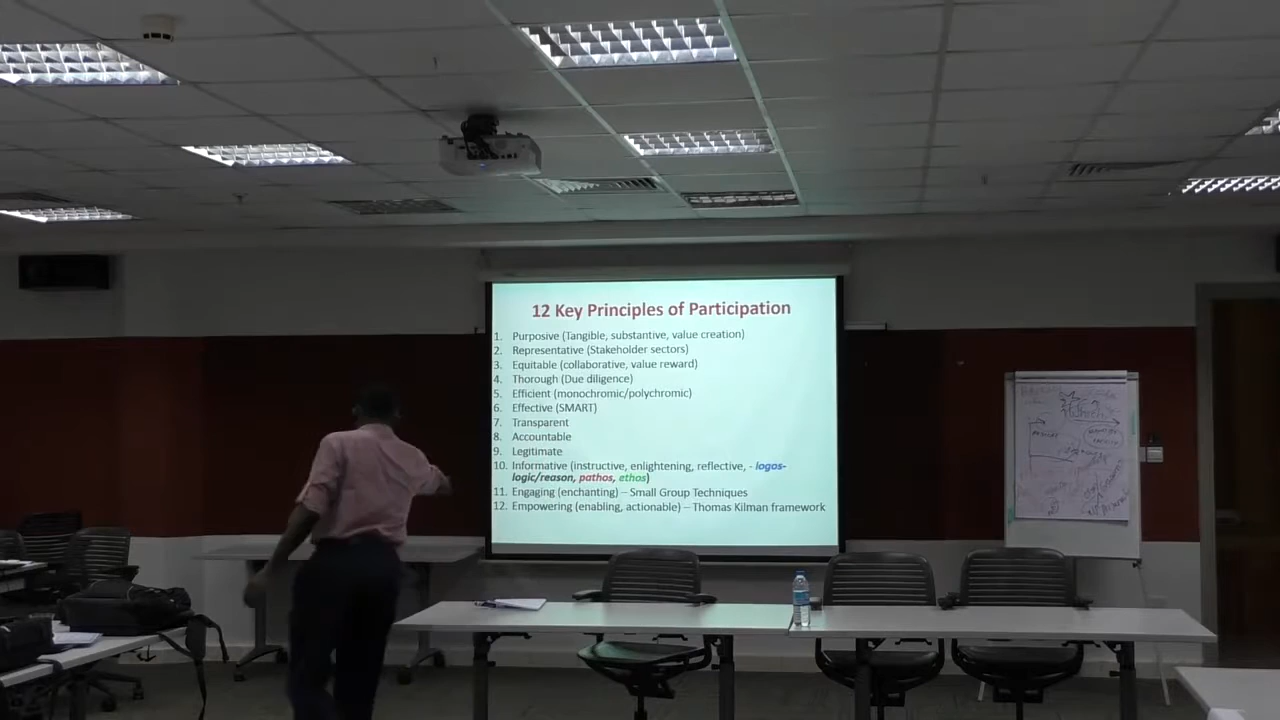 12 Key Principles of Participation
1. Purposive (Tangible, substantive, value creation)
2. Representative (Stakeholder sectors)
3. Equitable (collaborative, value reward)
4. Thorough (Due diligence)
5. Efficient (monochromic/polychromic)
6. Effective (SMART)
7. Transparent
8. Accountable
9. Legitimate
10. Informative (instructive, enlightening, reflective, - logos-
logic/reason, pathos, ethos)
11. Engaging (enchanting) – Small Group Techniques
12. Empowering (enabling, actionable) – Thomas Kilman framework